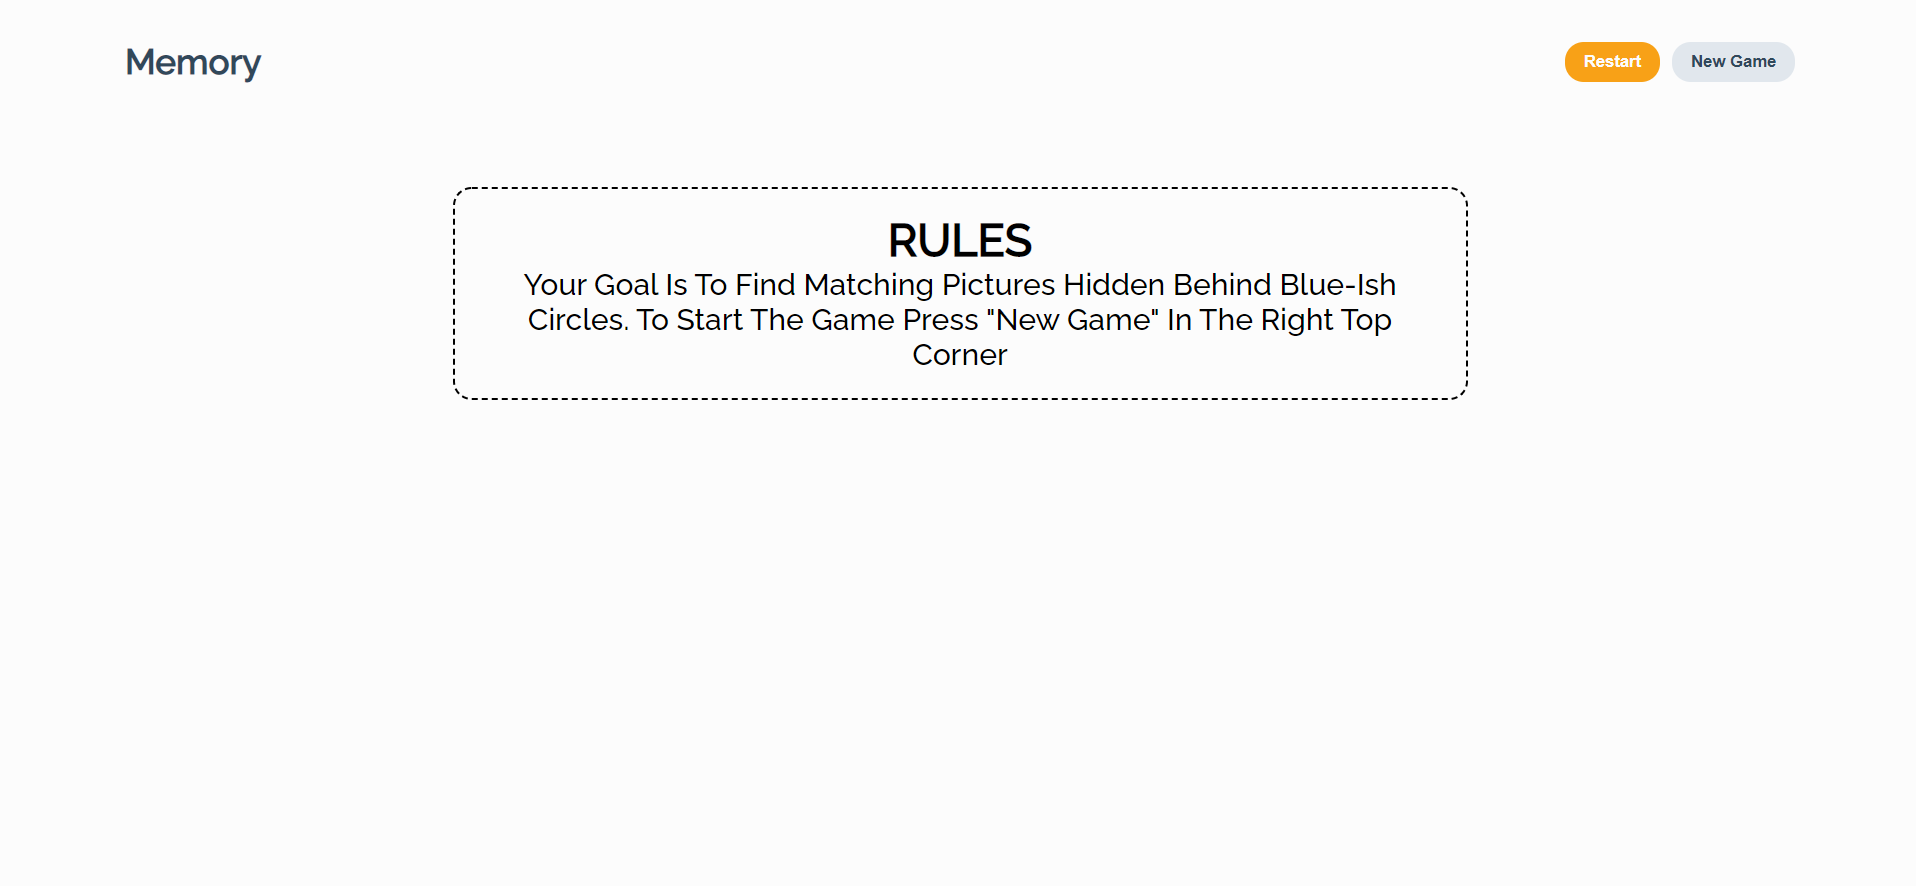 Memory
Restart
New Game
RULES
Your Goal Is To Find Matching Pictures Hidden Behind Blue-Ish
Circles. To Start The Game Press "New Game" In The Right Top
Corner